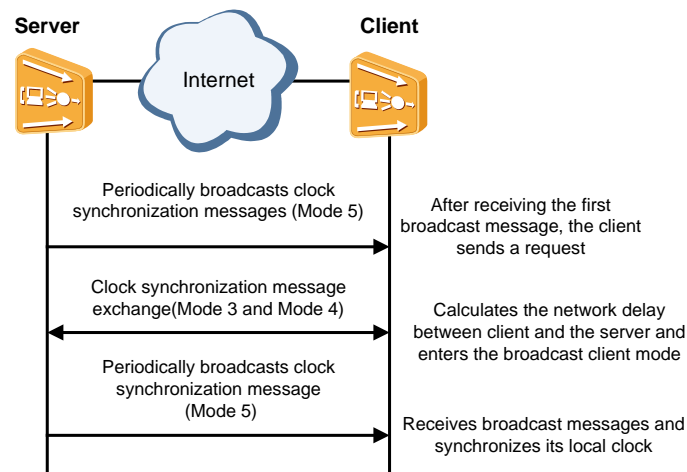 Server
Client
Internet
Periodically broadcasts clock
synchronization messages (Mode 5)
After receiving the first
broadcast message, the client
sends a request
Clock synchronization message
exchange(Mode 3 and Mode 4)
Calculates the network delay
between client and the server and
enters the broadcast client mode
Periodically broadcasts clock
synchronization message
(Mode 5)
Receives broadcast messages and
synchronizes its local clock